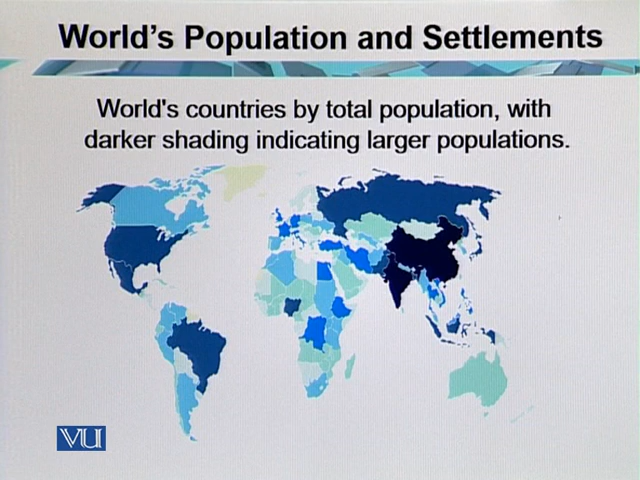 World's Population and Settlements
World's countries by total population, with
darker shading indicating larger populations.
VU